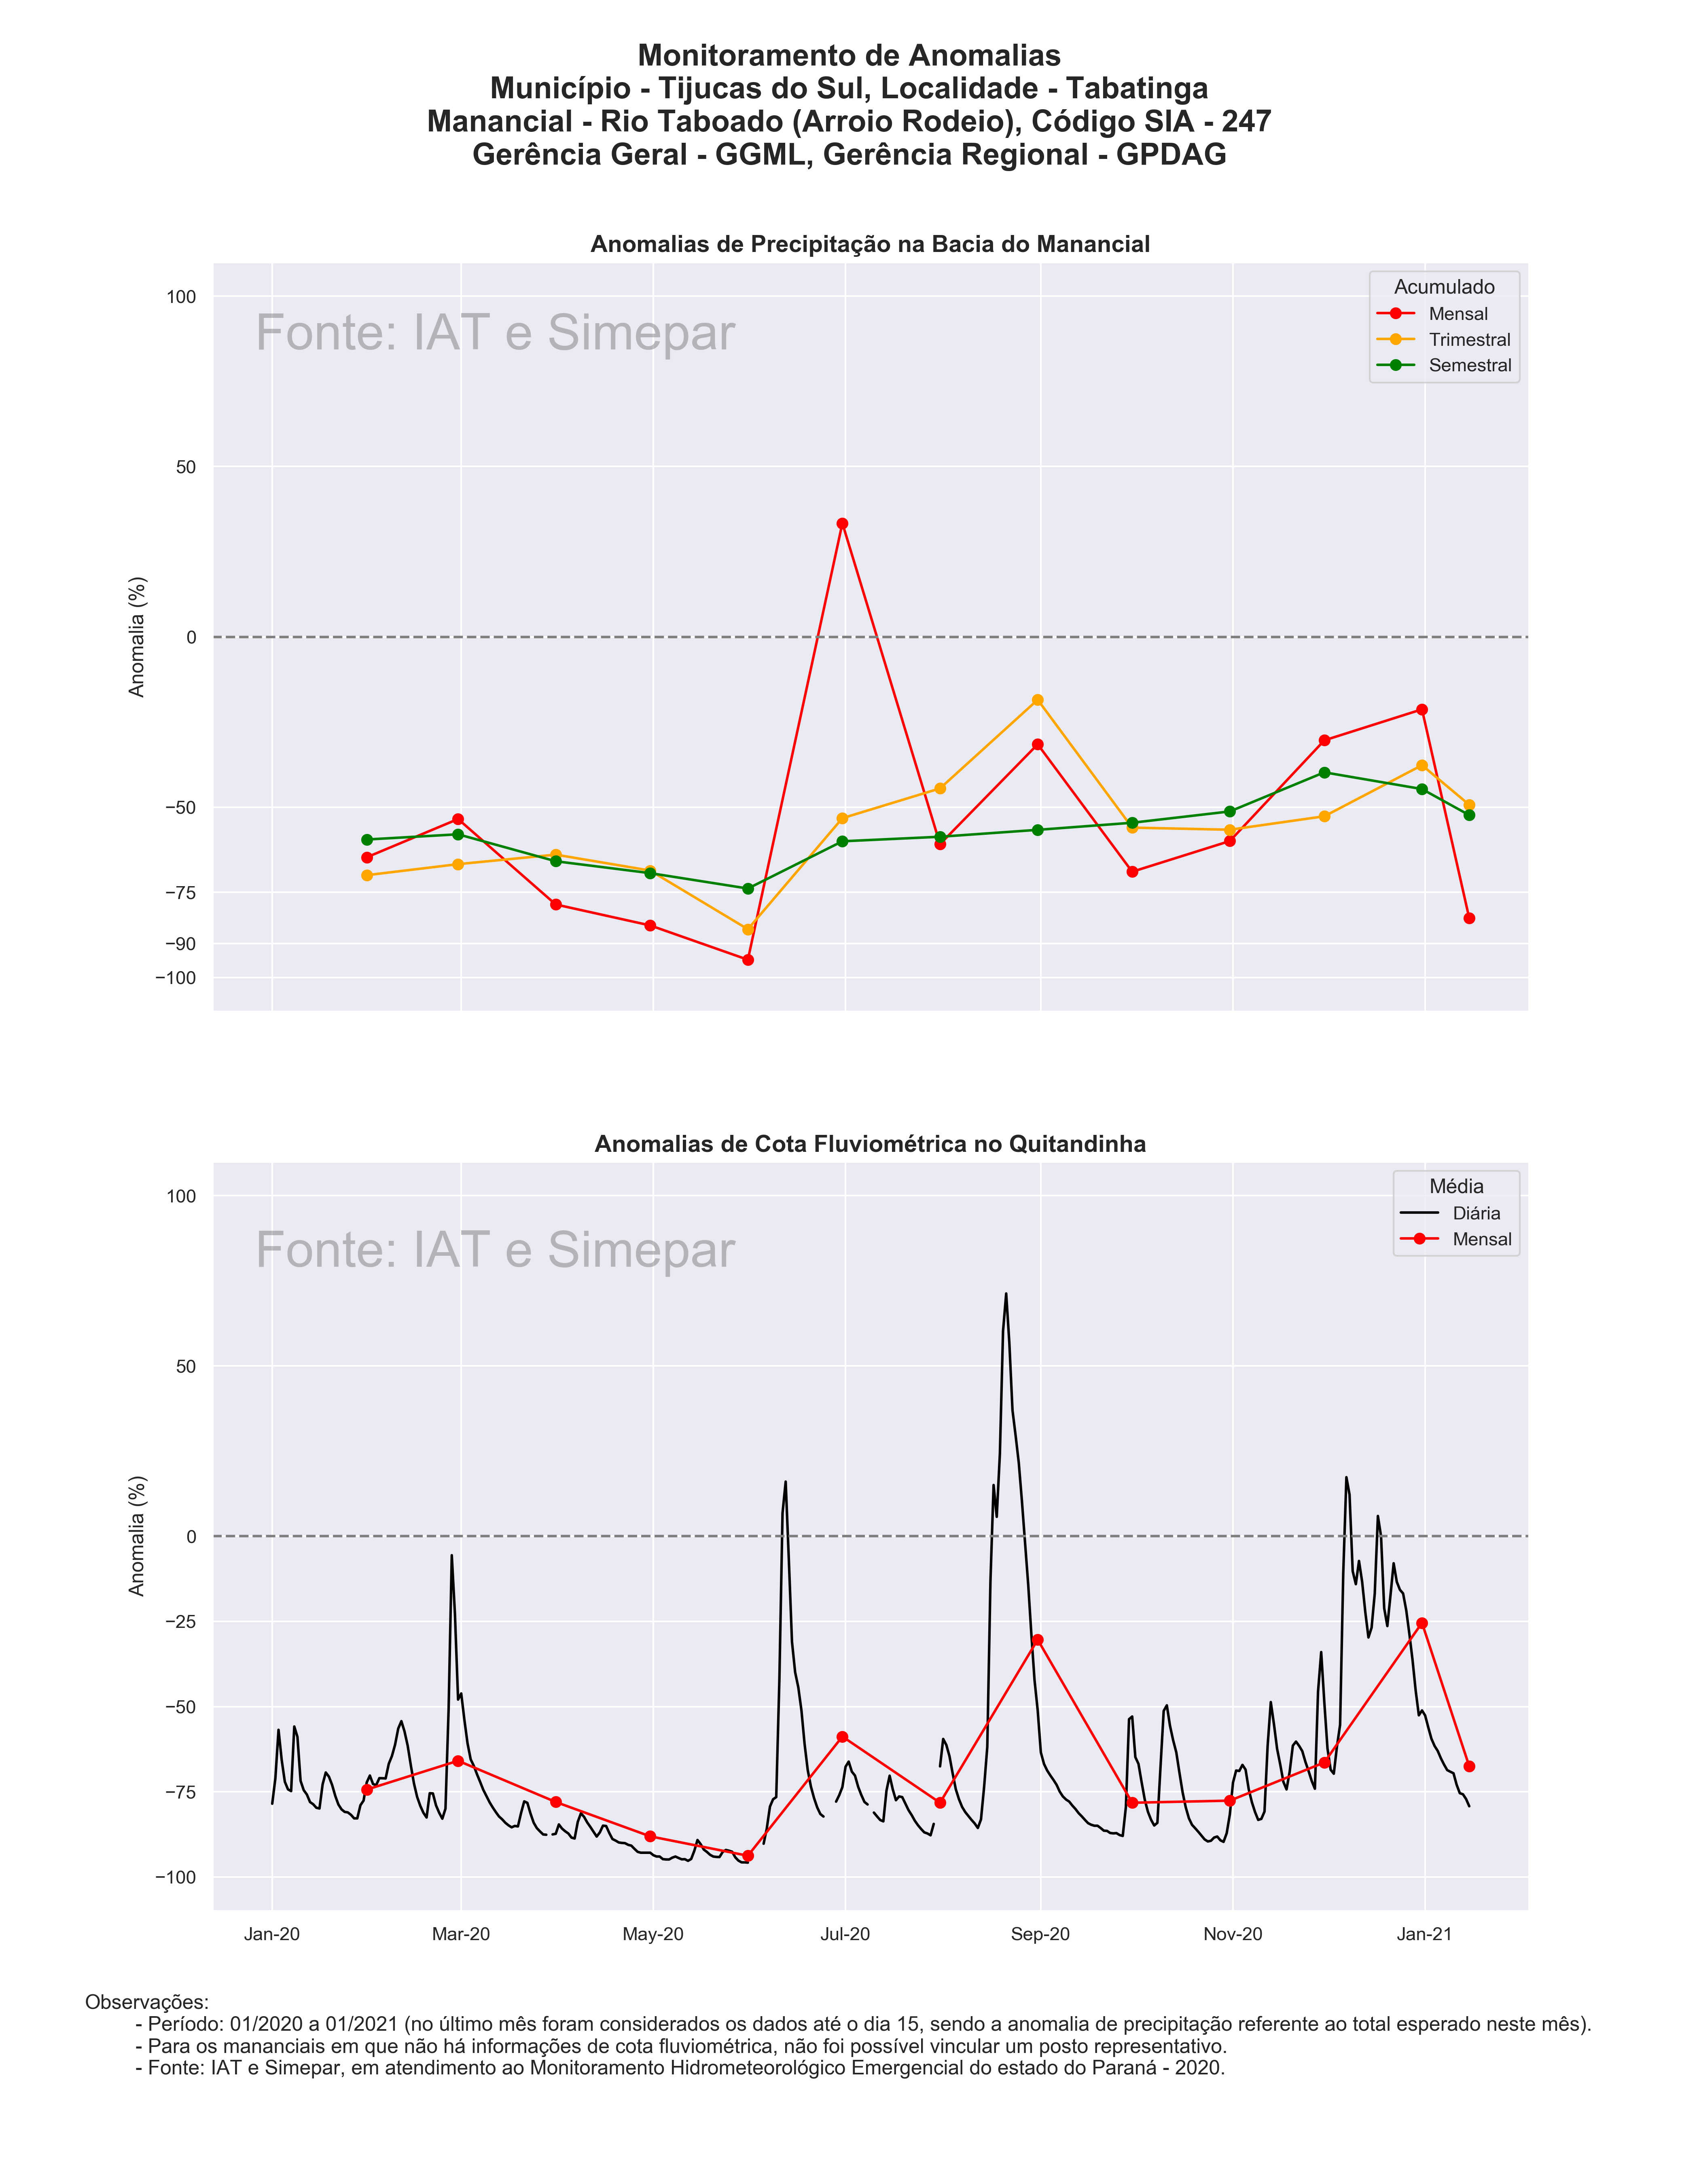 Monitoramento de Anomalias
Município - Tijucas do Sul, Localidade - Tabatinga
Manancial - Rio Taboado (Arroio Rodeio), Código SIA - 247
Gerência Geral - GGML, Gerência Regional - GPDAG
Anomalias de Precipitação na Bacia do Manancial
Fonte: IAT e Simepar
Acumulado
Mensal
Trimestral
Semestral
Anomalia (%)
100
50
0
−50
−75
−90
−100
Anomalias de Cota Fluviométrica no Quitandinha
Fonte: IAT e Simepar
Média
Diária
Mensal
Anomalia (%)
100
50
0
−25
−50
−75
−100
Jan-20 Mar-20 May-20 Jul-20 Sep-20 Nov-20 Jan-21
Observações:
- Período: 01/2020 a 01/2021 (no último mês foram considerados os dados até o dia 15, sendo a anomalia de precipitação referente ao total esperado neste mês).
- Para os mananciais em que não há informações de cota fluviométrica, não foi possível vincular um posto representativo.
- Fonte: IAT e Simepar, em atendimento ao Monitoramento Hidrometeorológico Emergencial do estado do Paraná - 2020.